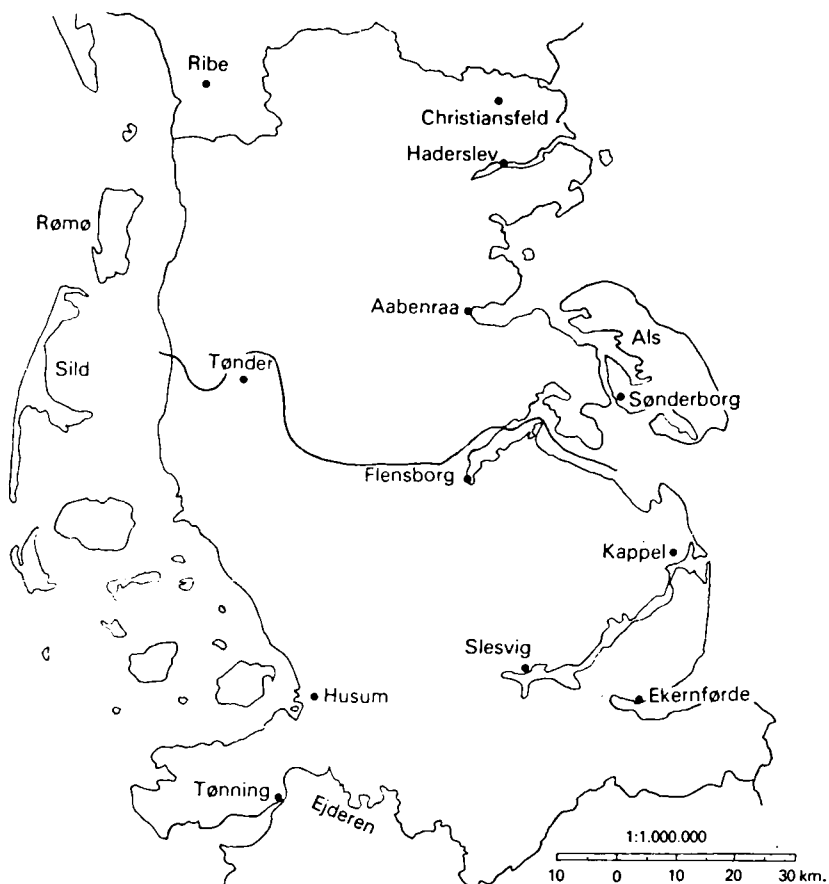 Ribe
Christiansfeld
Haderslev
Rømø
Aabenraa
Als
Sild
Tønder
Sønderborg
Flensborg
Kappel
Slesvig
Husum
Ekernførde
Tønning
Ejderen
1:1.000.000
10 0 10 20 30 km.